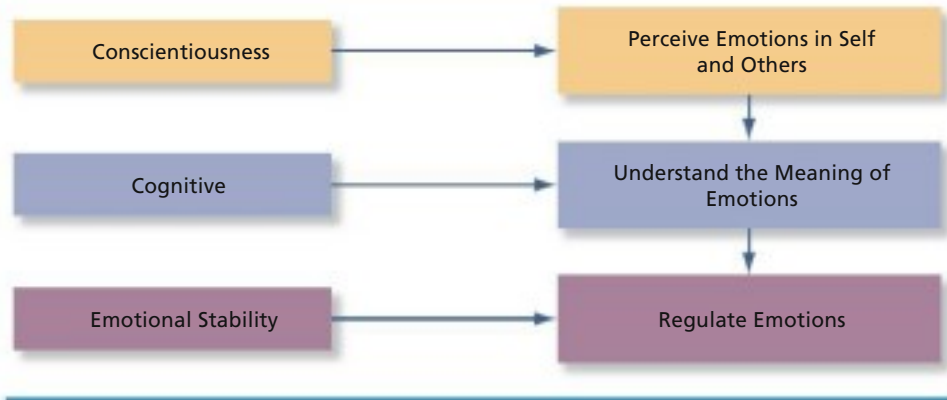 Conscientiousness
Perceive Emotions in Self
and Others
Cognitive
Understand the Meaning of
Emotions
Emotional Stability
Regulate Emotions